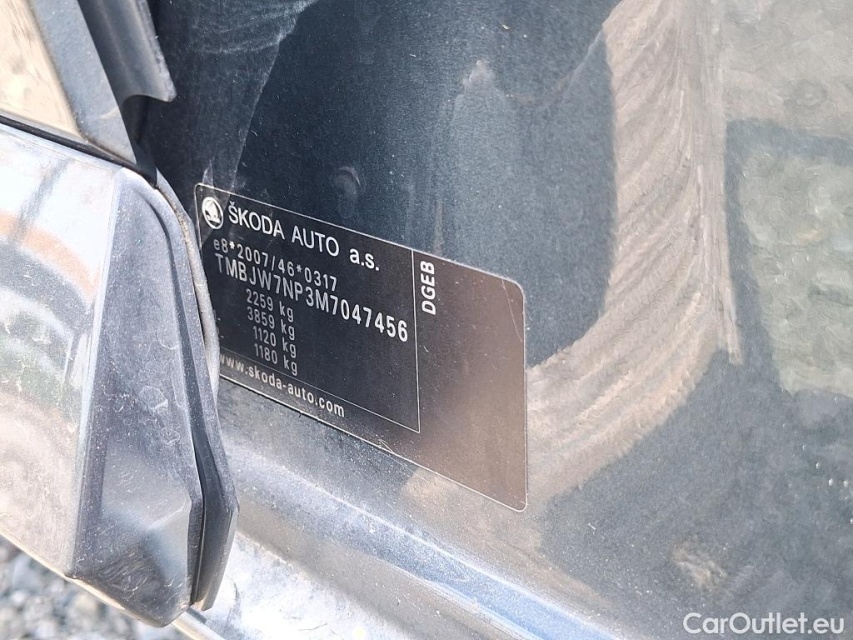 ŠKODA AUTO a.s.
e8*2007/46*0317
TMBJW7NP3M7047456
2259 kg
3859 kg
1120 kg
1180 kg
www.skoda-auto.com
DGEB
CarOutlet.eu